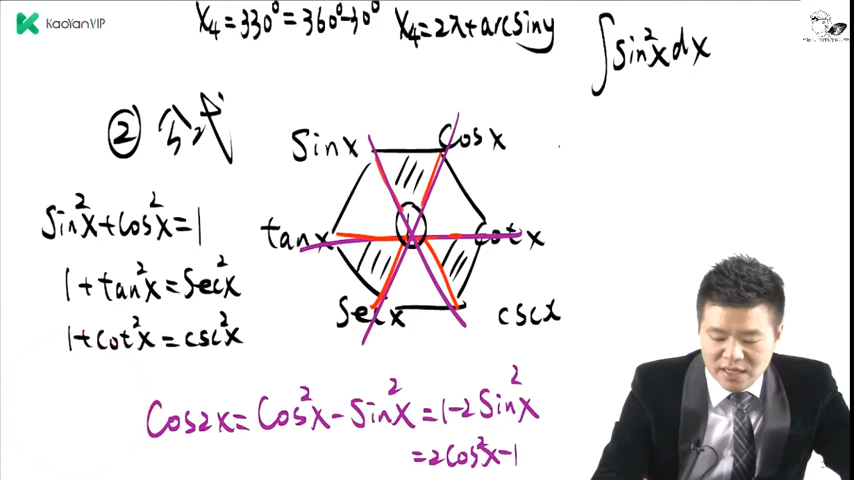 KaoYanVIP
x₄=330°=360°-30° x₄=2π+arcsiny
∫sin²xdx
② 公式
sinx cosx
sin²x+cos²x=1
tanx 1 cotx
1+tan²x=sec²x
secx cscx
1+cot²x=csc²x
cos2x=cos²x-sin²x=1-2sin²x
=2cos²x-1